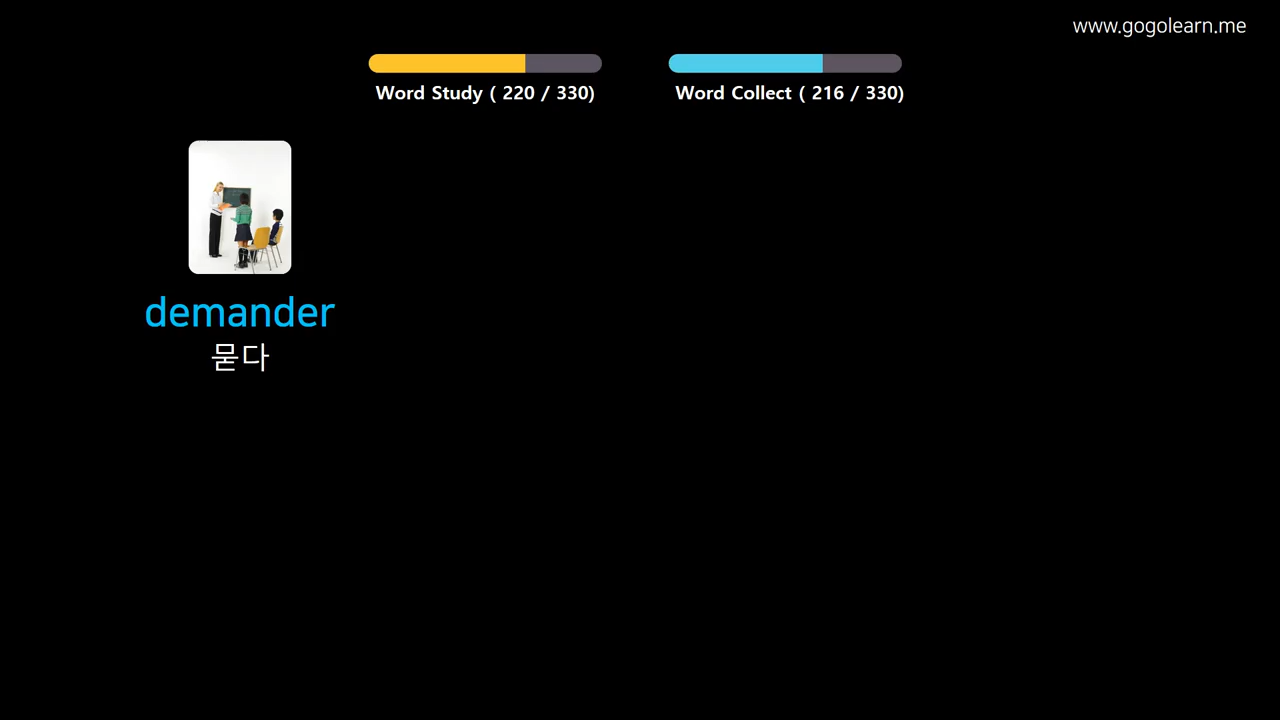 www.gogolearn.me
Word Study ( 220 / 330)
Word Collect ( 216 / 330)
demander
묻다